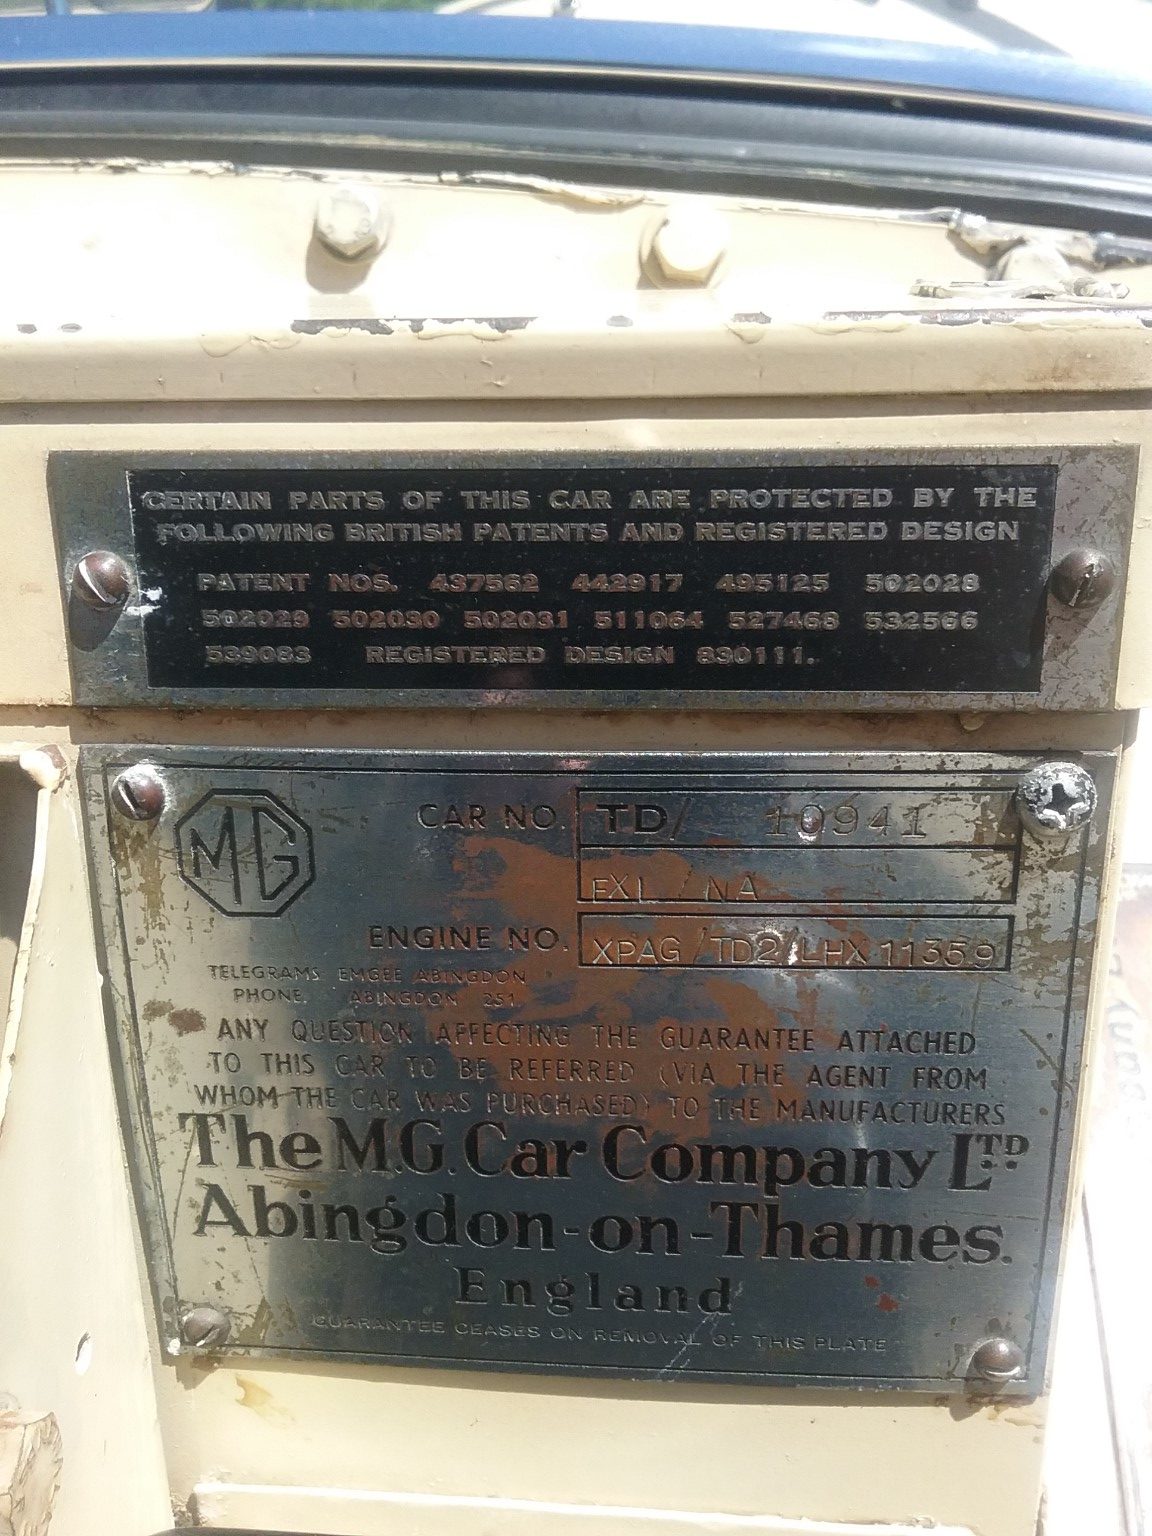 CERTAIN PARTS OF THIS CAR ARE PROTECTED BY THE
FOLLOWING BRITISH PATENTS AND REGISTERED DESIGN
PATENT NOS. 437562 442917 495125 502028
502029 502030 502031 511064 527468 532566
539083 REGISTERED DESIGN 830111.
MG
CAR NO. TD/ 10941
EXL / NA
ENGINE NO. XPAG / TD2 / LHX 11359
TELEGRAMS EMGEE ABINGDON
PHONE. ABINGDON 251
ANY QUESTION AFFECTING THE GUARANTEE ATTACHED
TO THIS CAR TO BE REFERRED (VIA THE AGENT FROM
WHOM THE CAR WAS PURCHASED) TO THE MANUFACTURERS
The M.G. Car Company LTD.
Abingdon-on-Thames.
England
GUARANTEE CEASES ON REMOVAL OF THIS PLATE